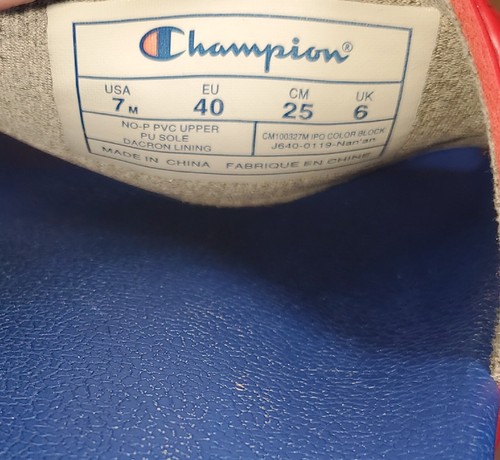 Champion®
USA EU CM UK
7 M 40 25 6
NO-P PVC UPPER
PU SOLE
DACRON LINING
CM100327M IPO COLOR BLOCK
J640-0119-Nan'an
MADE IN CHINA FABRIQUE EN CHINE